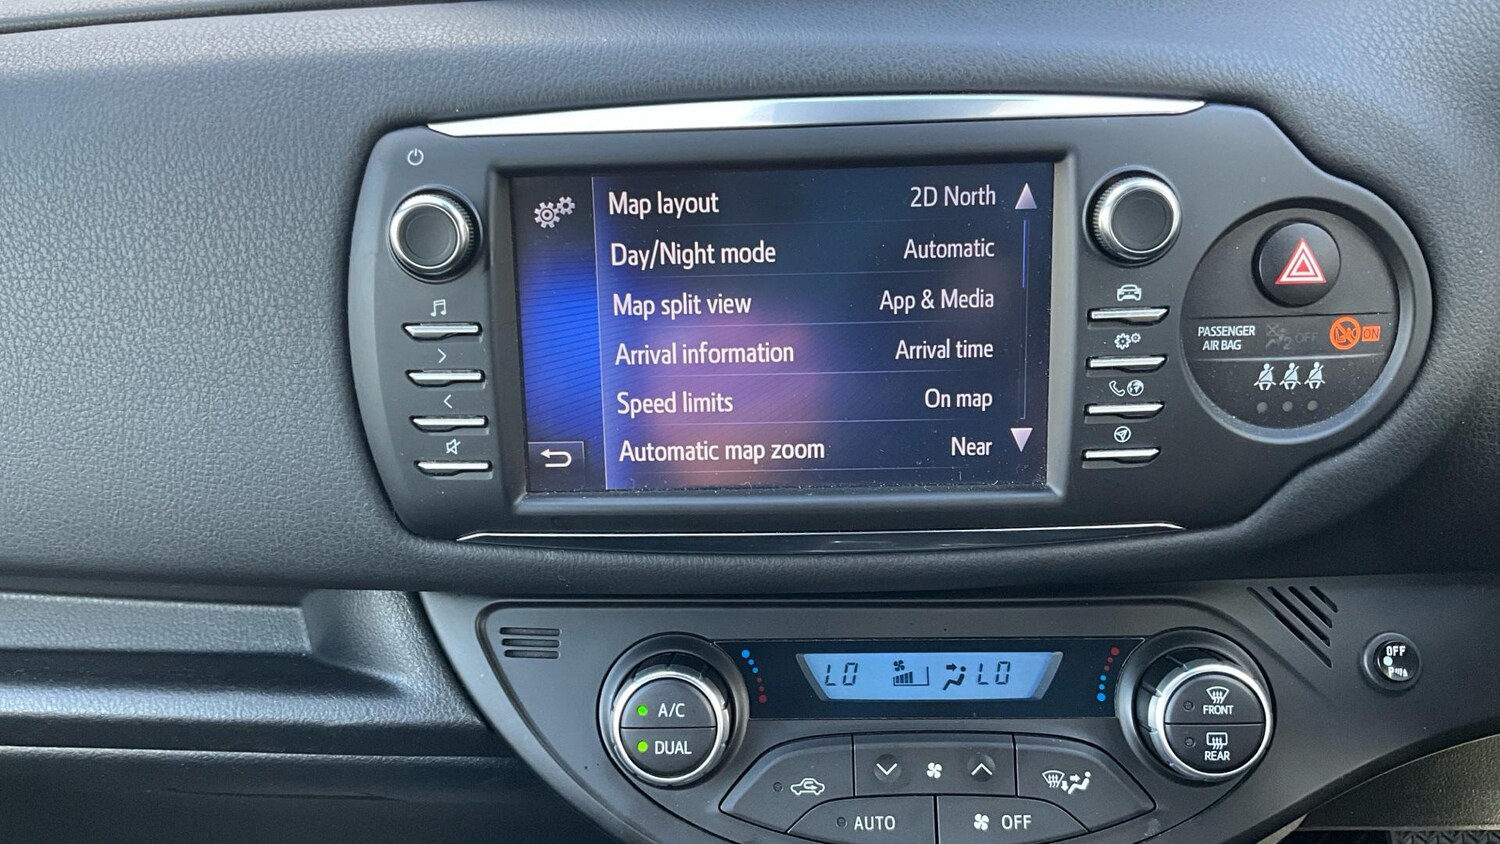 Map layout 2D North
Day/Night mode Automatic
Map split view App & Media
Arrival information Arrival time
Speed limits On map
Automatic map zoom Near
PASSENGER
AIR BAG
2 OFF
ON
LO LO
A/C
DUAL
FRONT
REAR
OFF
P
AUTO
OFF